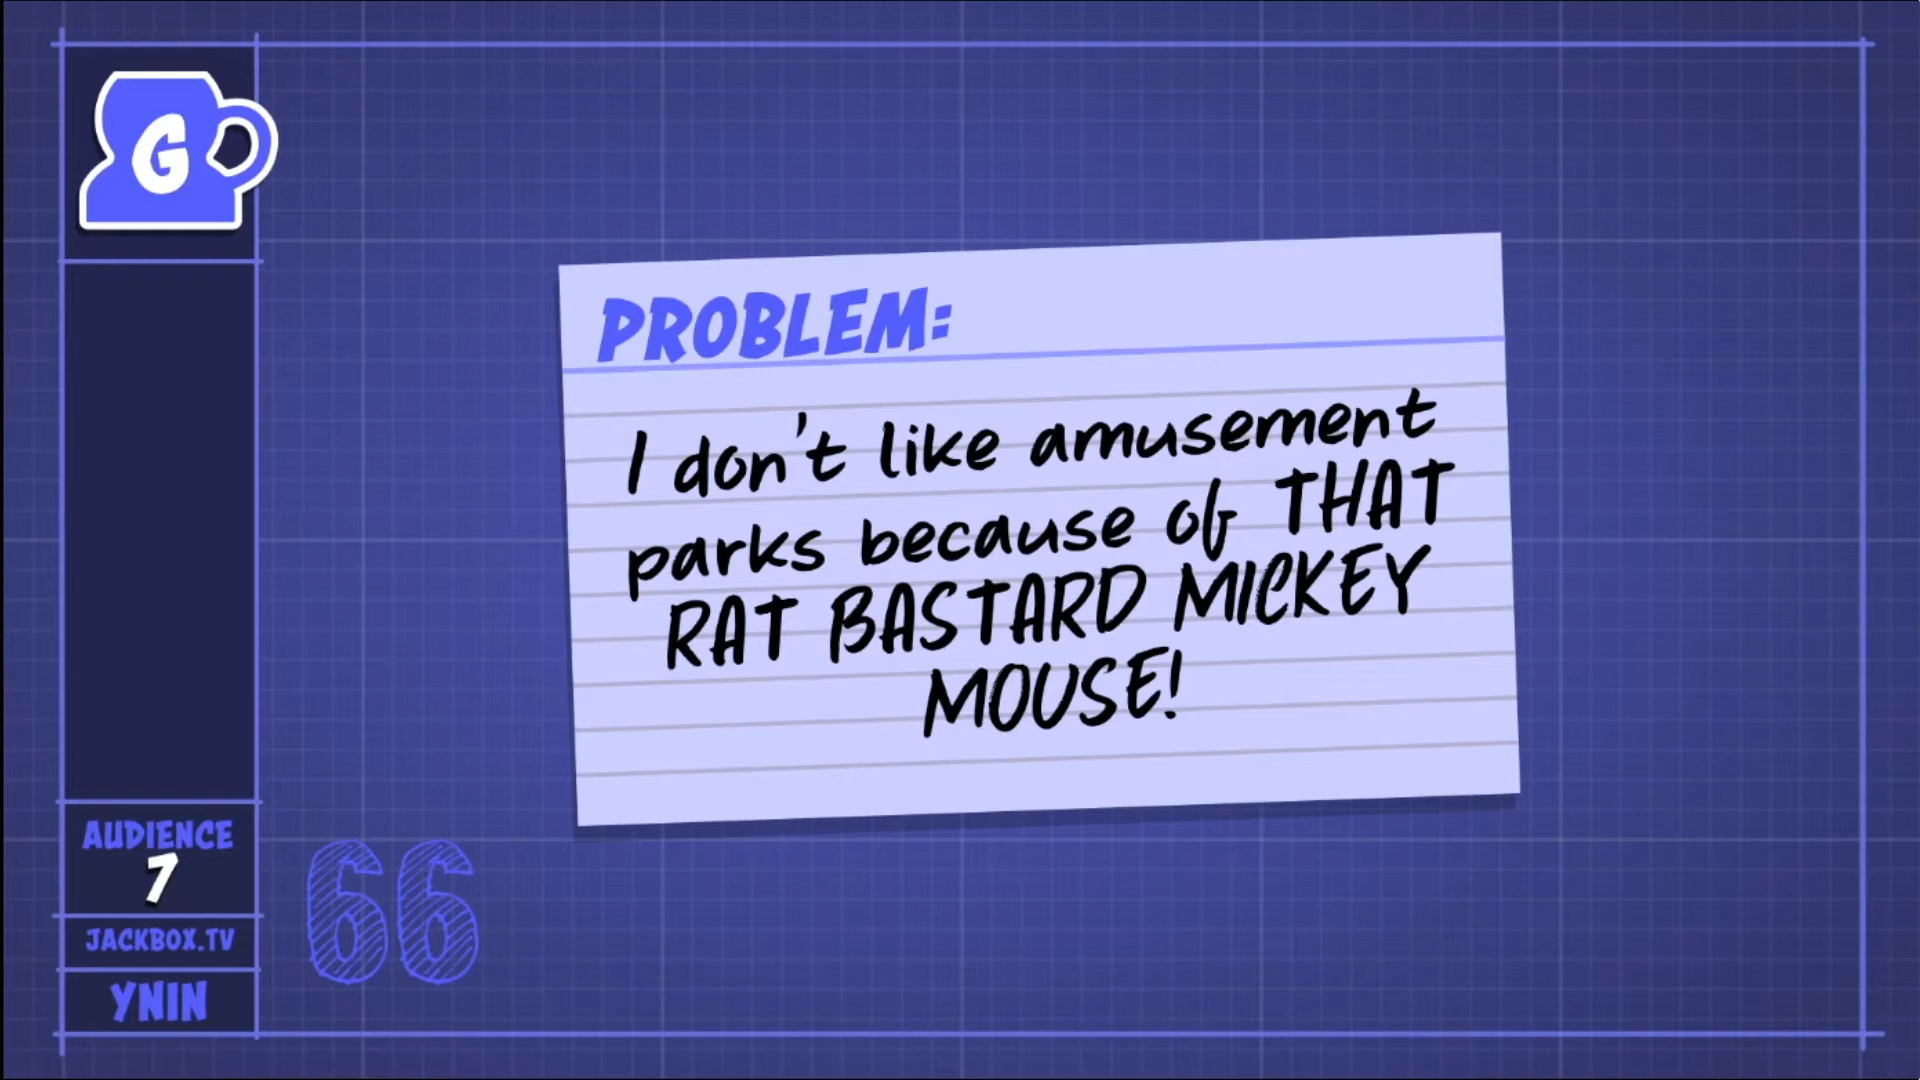 G
PROBLEM:
I don't like amusement
parks because of THAT
RAT BASTARD MICKEY
MOUSE!
AUDIENCE
7
JACKBOX.TV
YNIN
66